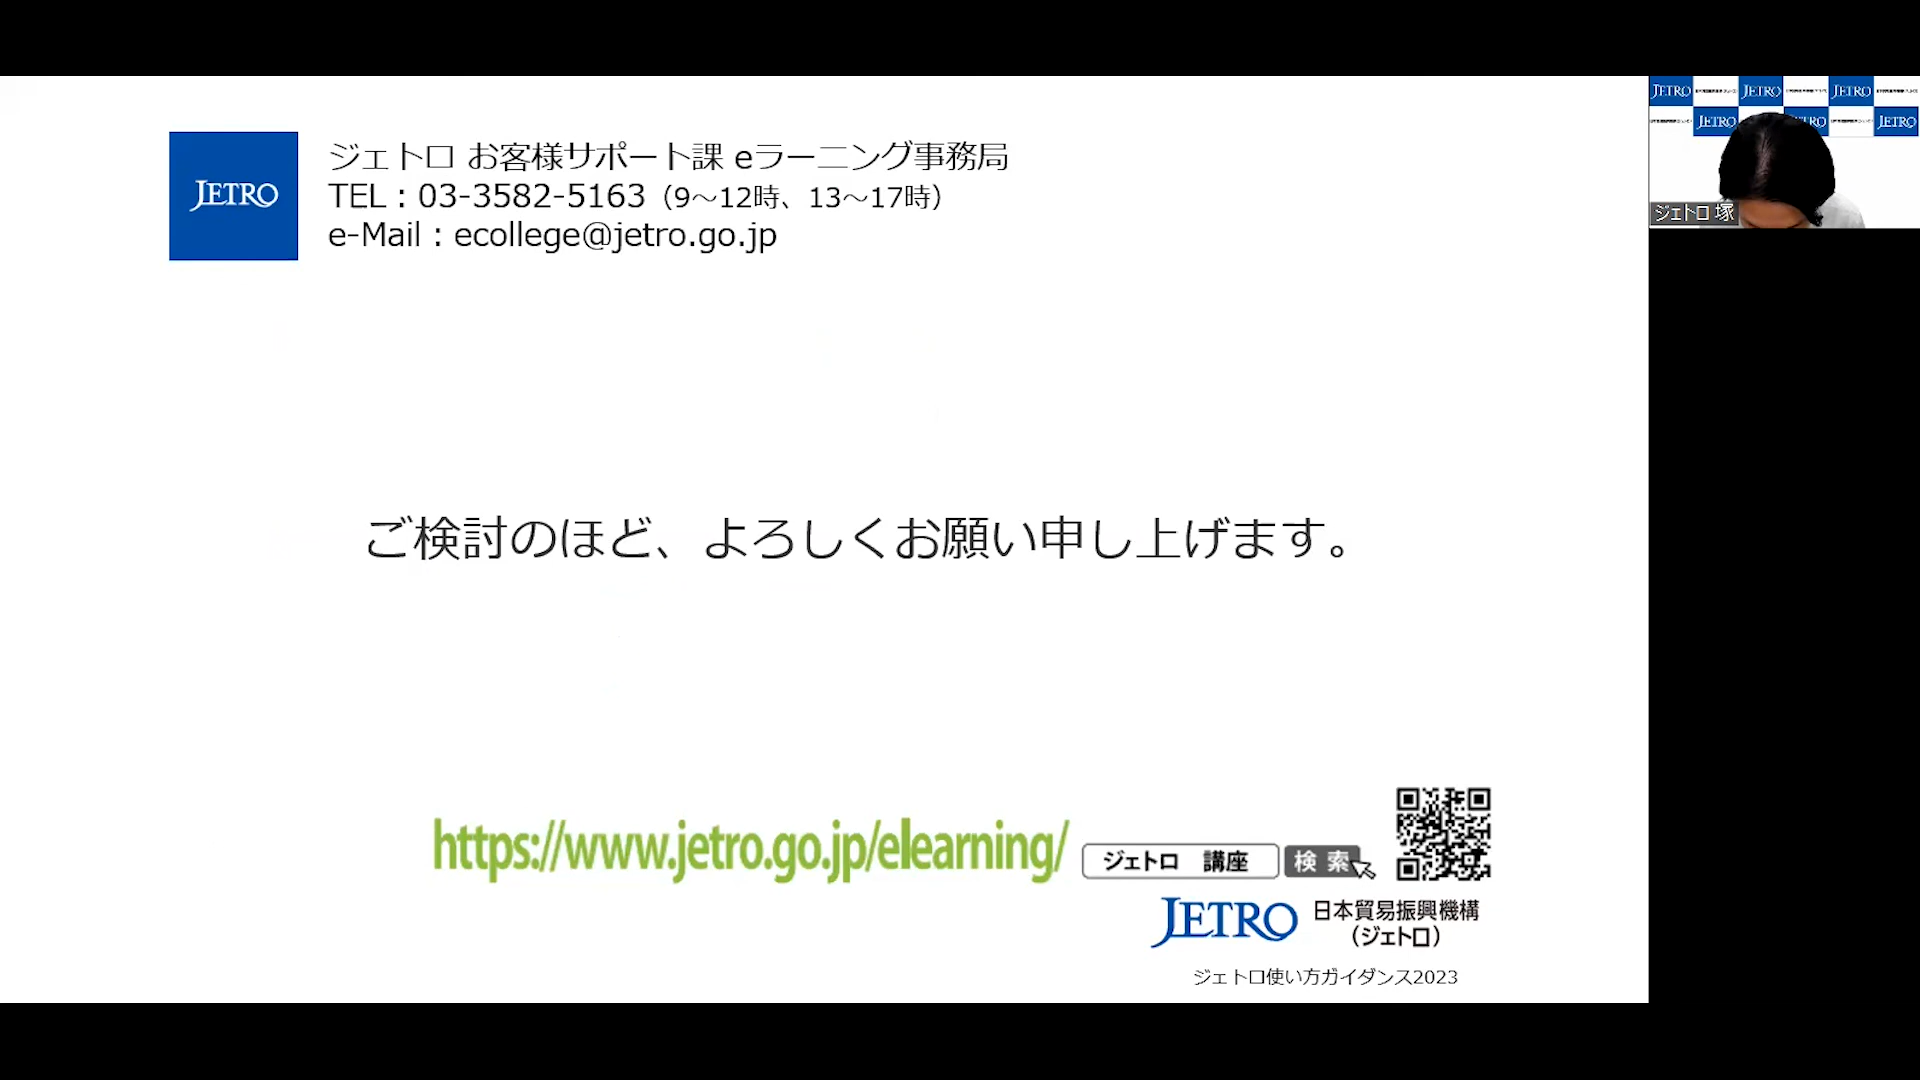 JETRO
ジェトロ お客様サポート課 eラーニング事務局
TEL：03-3582-5163（9～12時、13～17時）
e-Mail：ecollege@jetro.go.jp
JETRO JETRO JETRO
JETRO JETRO
ジェトロ 塚
ご検討のほど、よろしくお願い申し上げます。
https://www.jetro.go.jp/elearning/
ジェトロ　講座 検 索
JETRO 日本貿易振興機構
（ジェトロ）
ジェトロ使い方ガイダンス2023